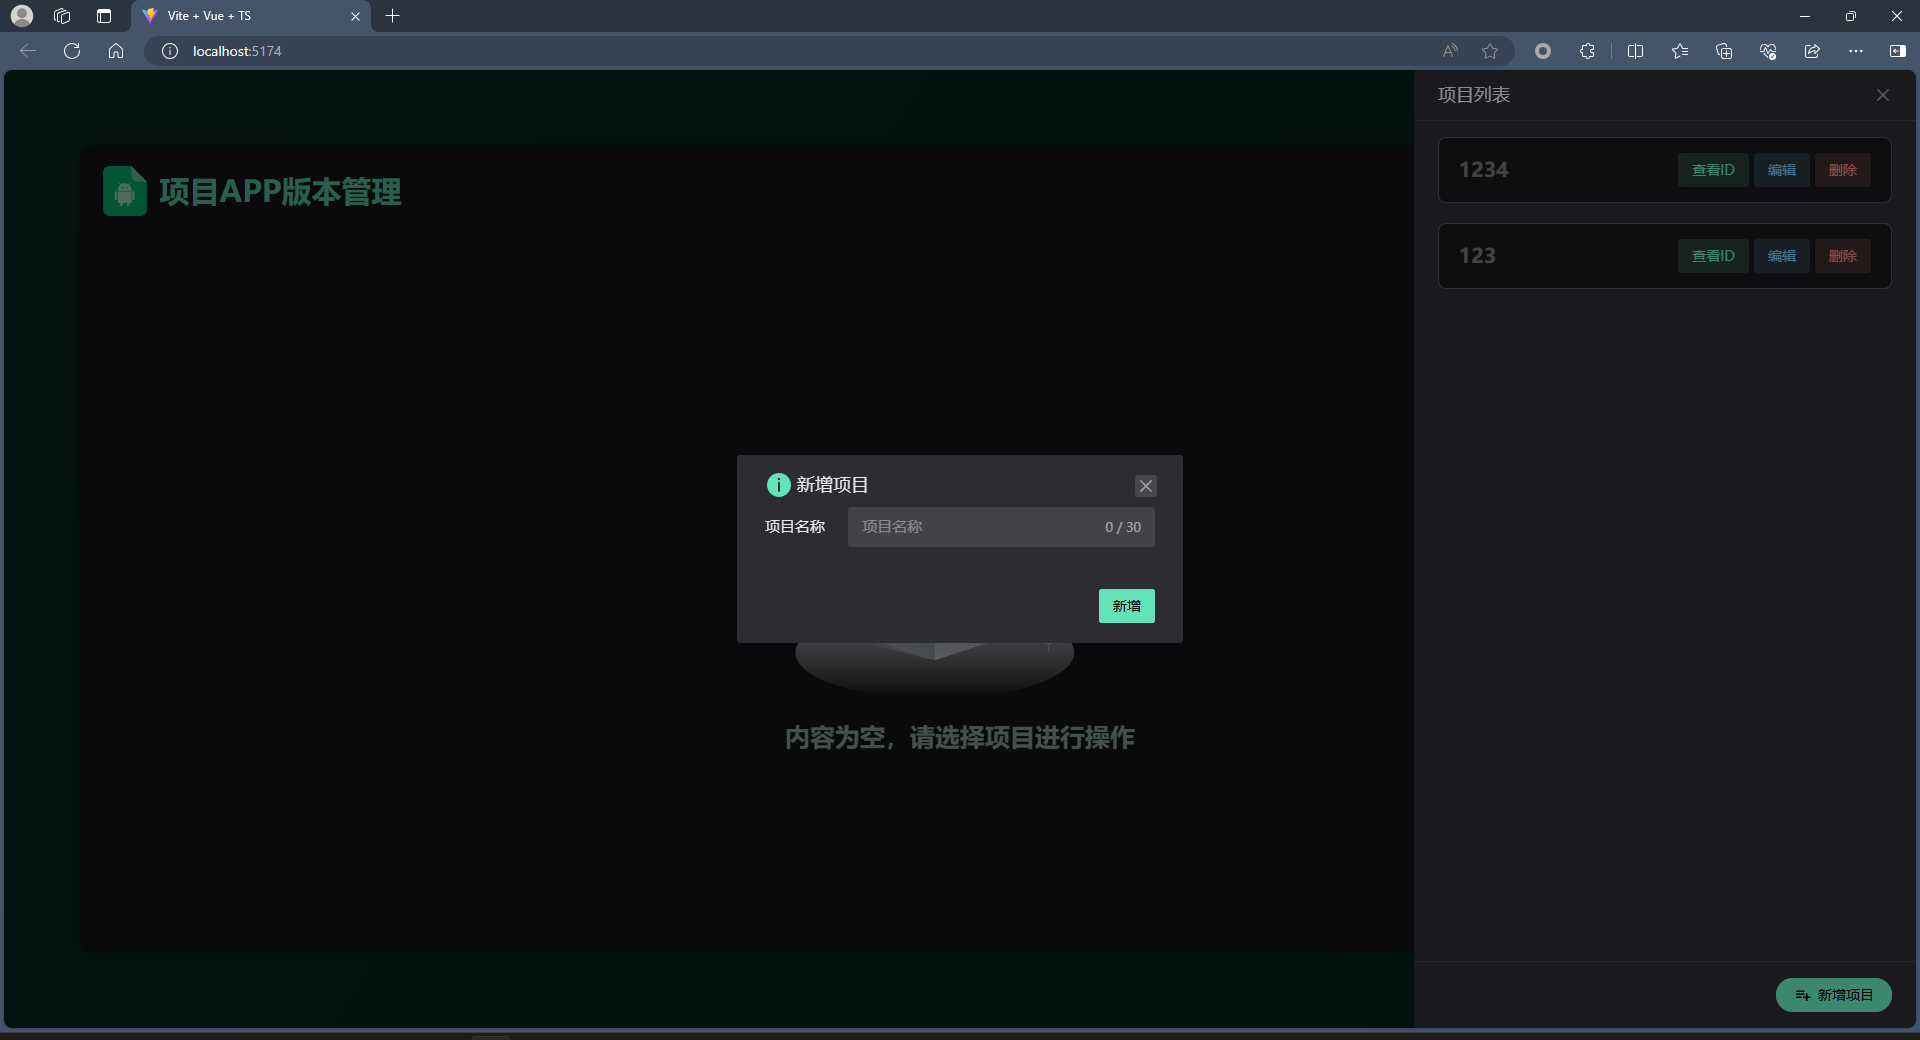 Vite + Vue + TS
localhost:5174
项目APP版本管理
项目列表
1234
查看ID
编辑
删除
123
查看ID
编辑
删除
新增项目
项目名称
项目名称
0 / 30
新增
内容为空，请选择项目进行操作
新增项目